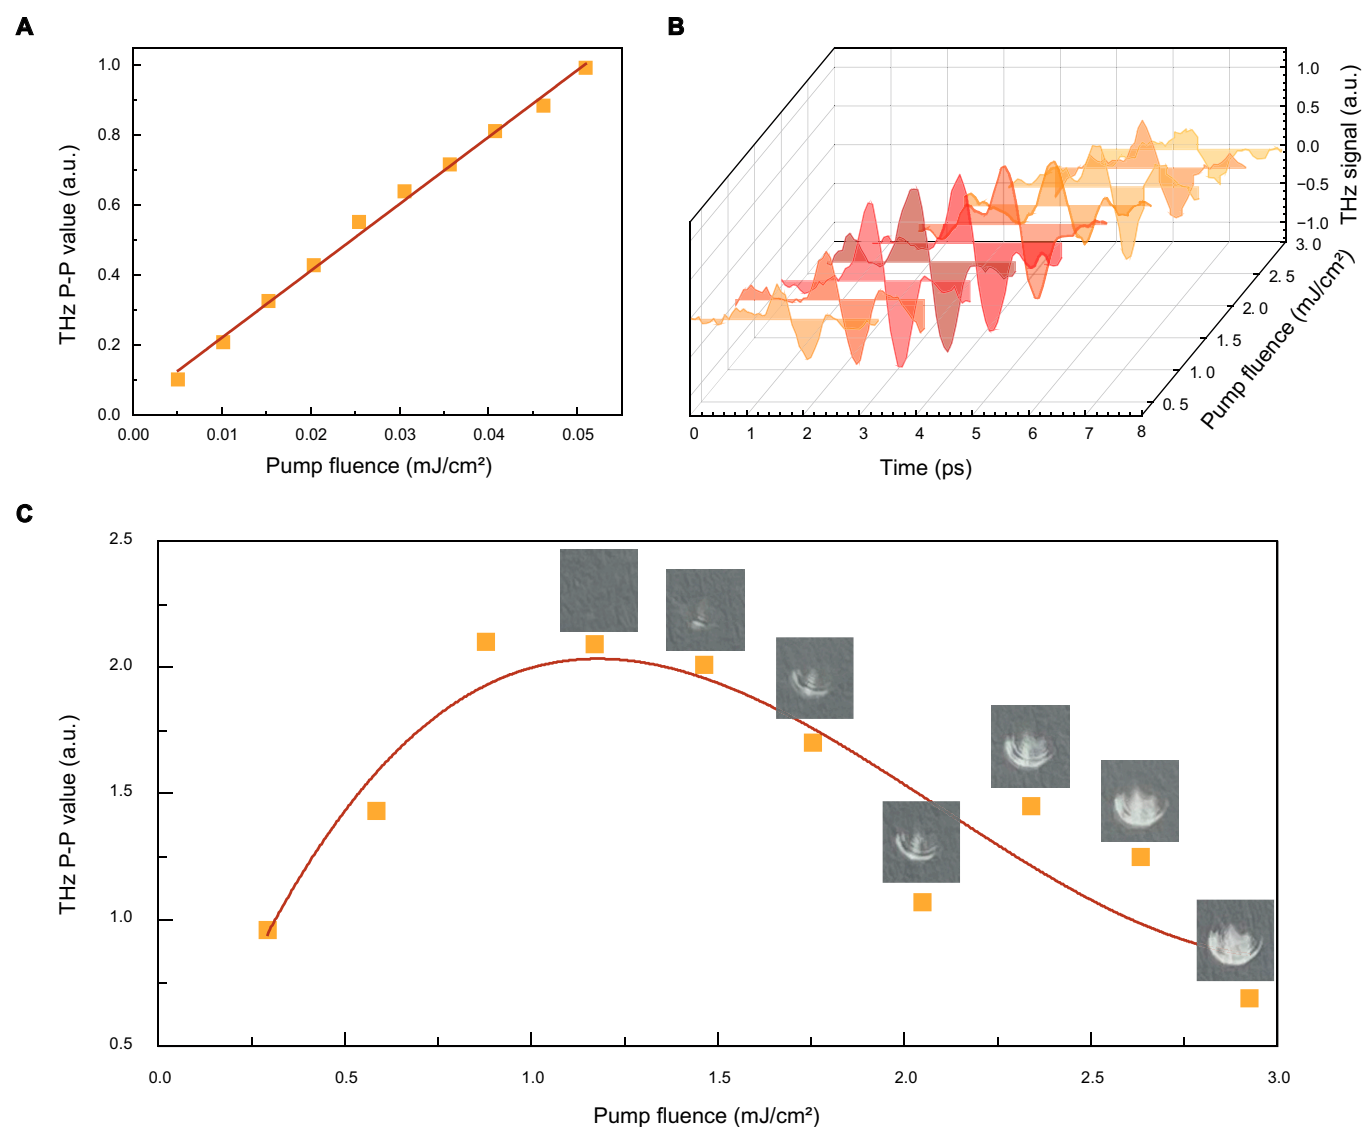 A
THz P-P value (a.u.)
1.0
0.8
0.6
0.4
0.2
0.0
0.00 0.01 0.02 0.03 0.04 0.05
Pump fluence (mJ/cm²)
B
1.0
0.5
0.0
−0.5
−1.0
THz signal (a.u.)
3.0
2.5
2.0
1.5
1.0
0.5
Pump fluence (mJ/cm²)
0 1 2 3 4 5 6 7 8
Time (ps)
C
THz P-P value (a.u.)
2.5
2.0
1.5
1.0
0.5
0.0 0.5 1.0 1.5 2.0 2.5 3.0
Pump fluence (mJ/cm²)